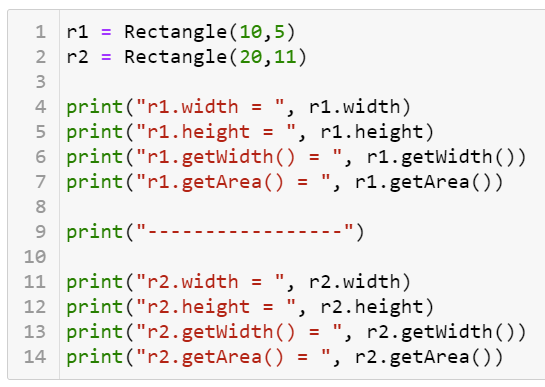 1 r1 = Rectangle(10,5)
2 r2 = Rectangle(20,11)
3
4 print("r1.width = ", r1.width)
5 print("r1.height = ", r1.height)
6 print("r1.getWidth() = ", r1.getWidth())
7 print("r1.getArea() = ", r1.getArea())
8
9 print("-----------------")
10
11 print("r2.width = ", r2.width)
12 print("r2.height = ", r2.height)
13 print("r2.getWidth() = ", r2.getWidth())
14 print("r2.getArea() = ", r2.getArea())